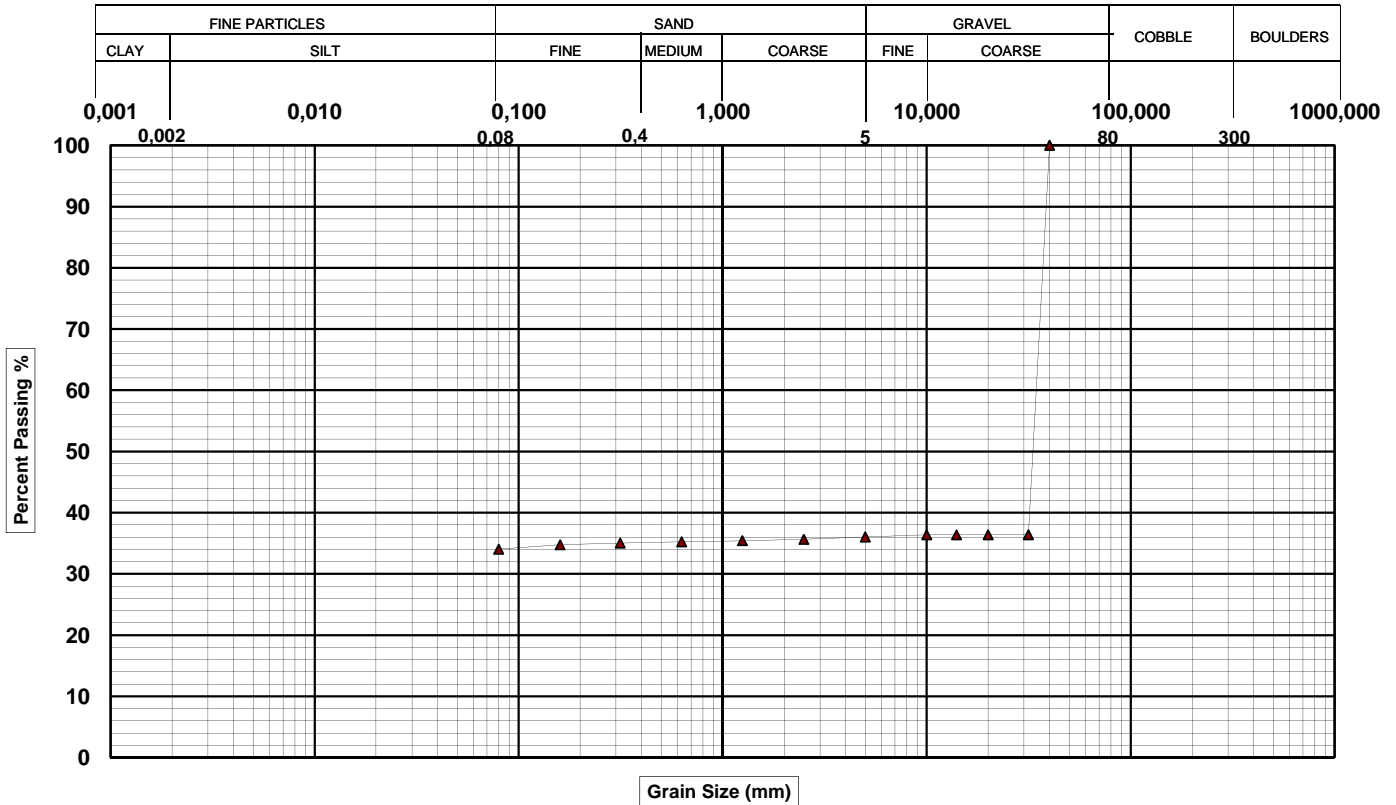 FINE PARTICLES SAND GRAVEL COBBLE BOULDERS
CLAY SILT FINE MEDIUM COARSE FINE COARSE
0,001 0,010 0,100 1,000 10,000 100,000 1000,000
0,002 0,08 0,4 5 80 300
100
90
80
70
60
50
40
30
20
10
0
Percent Passing %
Grain Size (mm)